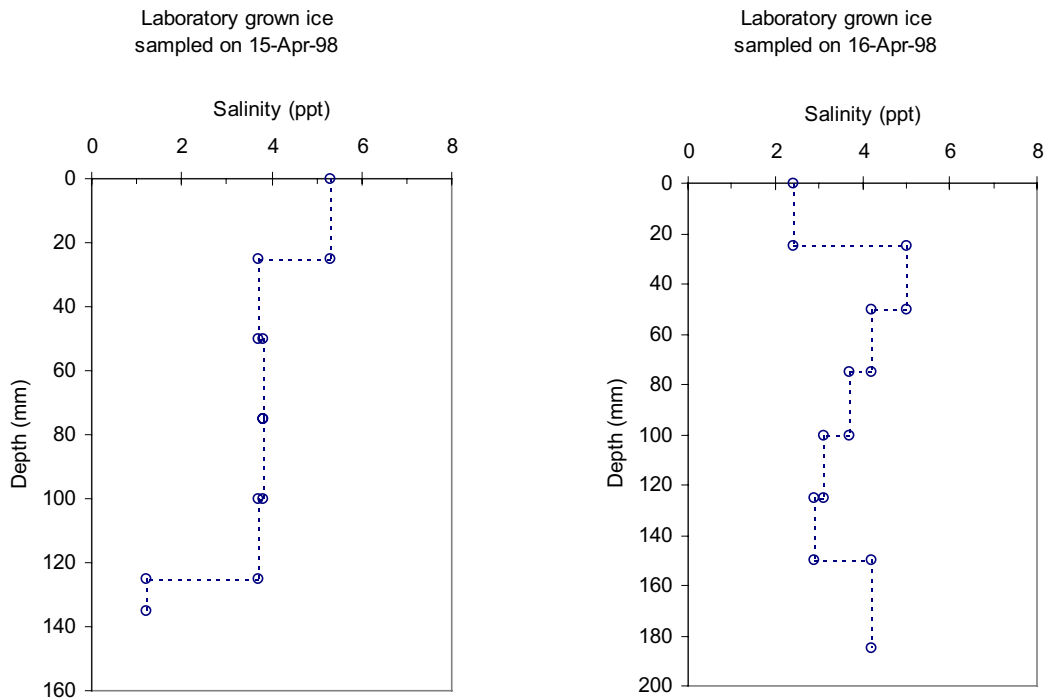 Laboratory grown ice
sampled on 15-Apr-98
Salinity (ppt)
0 2 4 6 8
0
20
40
60
80
100
120
140
160
Depth (mm)
Laboratory grown ice
sampled on 16-Apr-98
Salinity (ppt)
0 2 4 6 8
0
20
40
60
80
100
120
140
160
180
200
Depth (mm)